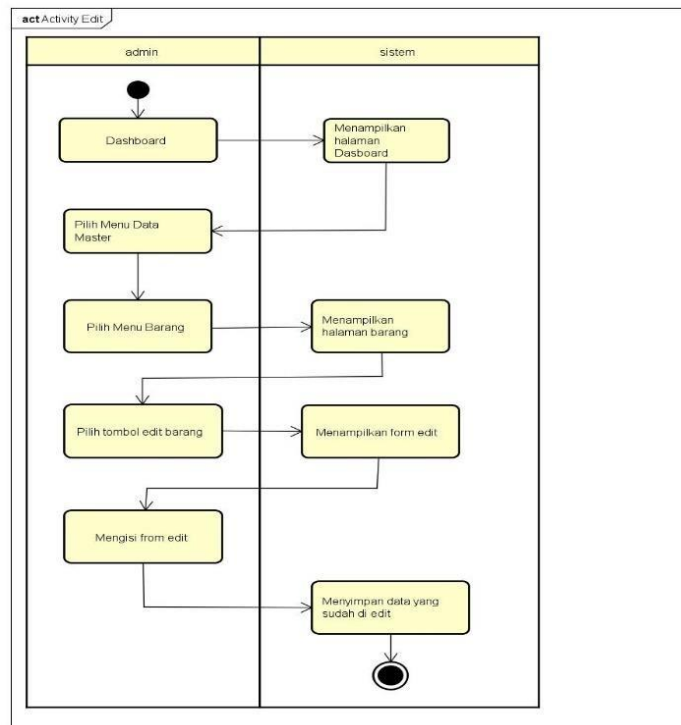 act Activity Edit
admin
sistem
Dashboard
Menampilkan
halaman
Dasboard
Pilih Menu Data
Master
Pilih Menu Barang
Menampilkan
halaman barang
Pilih tombol edit barang
Menampilkan form edit
Mengisi from edit
Menyimpan data yang
sudah di edit